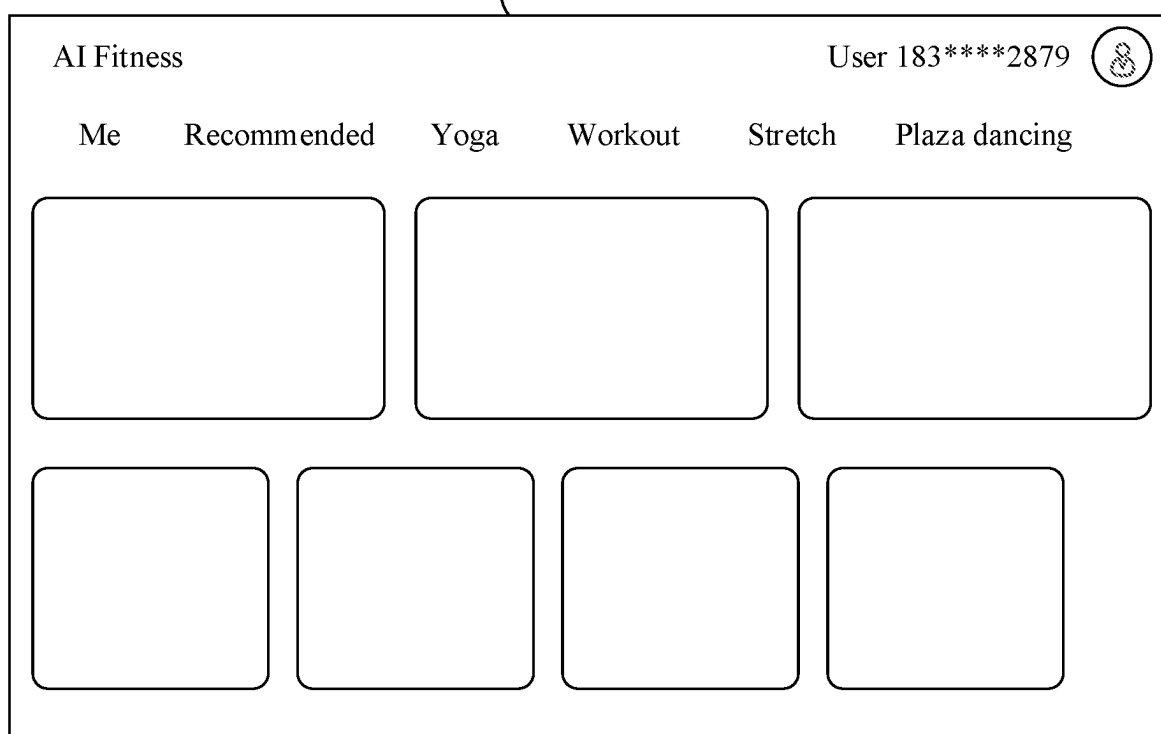 AI Fitness User 183****2879
Me Recommended Yoga Workout Stretch Plaza dancing